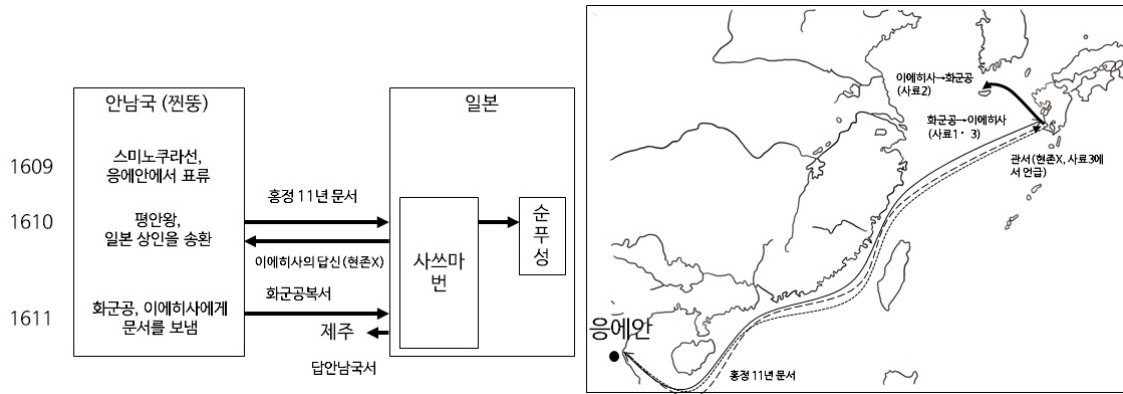 안남국 (찐뚱)
일본
1609
스미노쿠라선,
응에안에서 표류
1610
평안왕,
일본 상인을 송환
1611
화군공, 이에히사에게
문서를 보냄
홍정 11년 문서
이에히사의 답신(현존X)
화군공복서
제주
답안남국서
사쓰마
번
순
푸
성
이에히사→화군공
(사료2)
화군공→이에히사
(사료1· 3)
관서(현존X, 사료3에
서 언급)
응에안
홍정 11년 문서